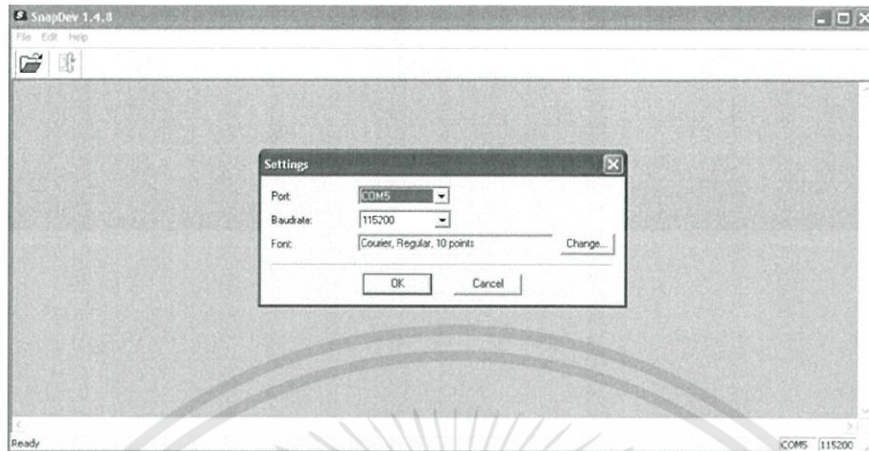 SnapDev 1.4.8
File Edit Help
Settings
Port: COM5
Baudrate: 115200
Font: Courier, Regular, 10 points Change...
OK Cancel
Ready COM5 115200